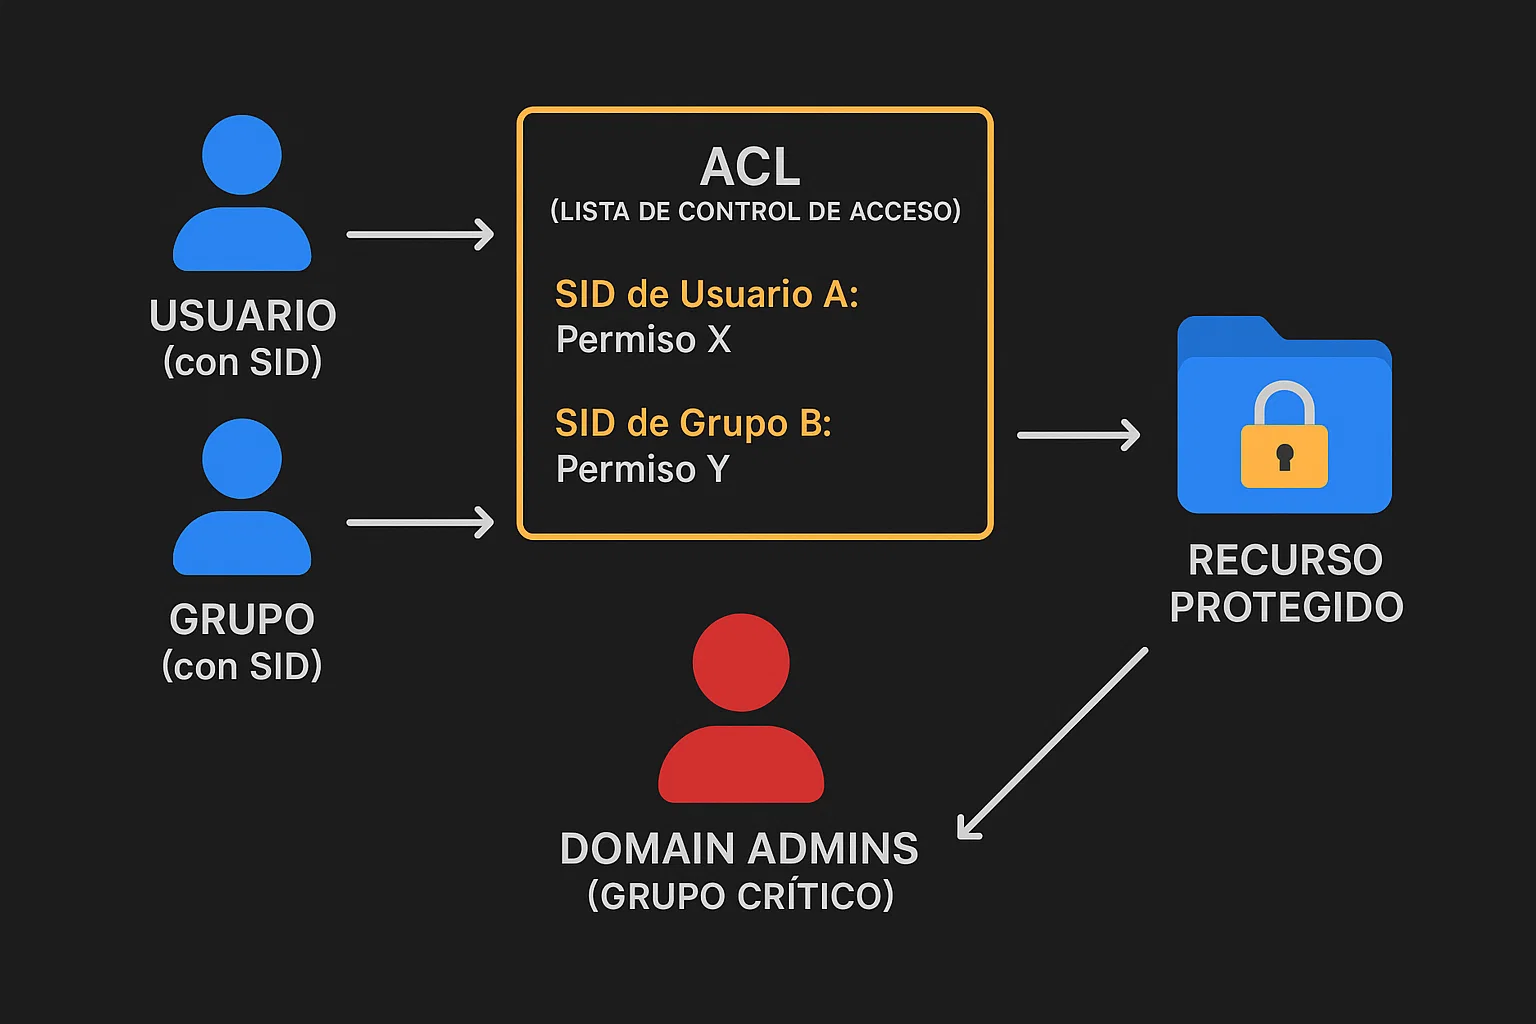 USUARIO
(con SID)
GRUPO
(con SID)
ACL
(LISTA DE CONTROL DE ACCESO)
SID de Usuario A:
Permiso X
SID de Grupo B:
Permiso Y
RECURSO
PROTEGIDO
DOMAIN ADMINS
(GRUPO CRÍTICO)